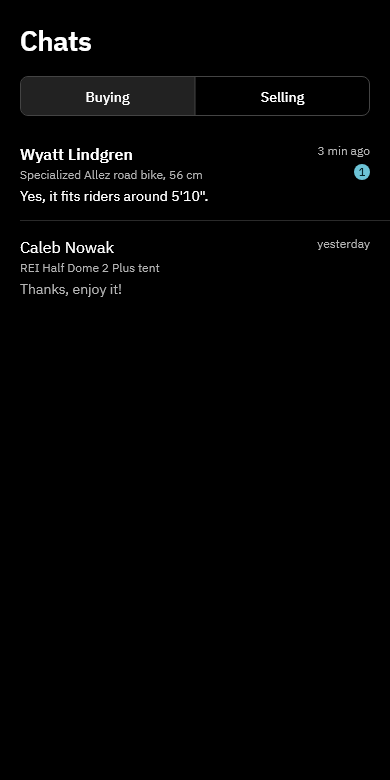 Chats
Buying
Selling
Wyatt Lindgren
3 min ago
Specialized Allez road bike, 56 cm
1
Yes, it fits riders around 5'10".
Caleb Nowak
yesterday
REI Half Dome 2 Plus tent
Thanks, enjoy it!